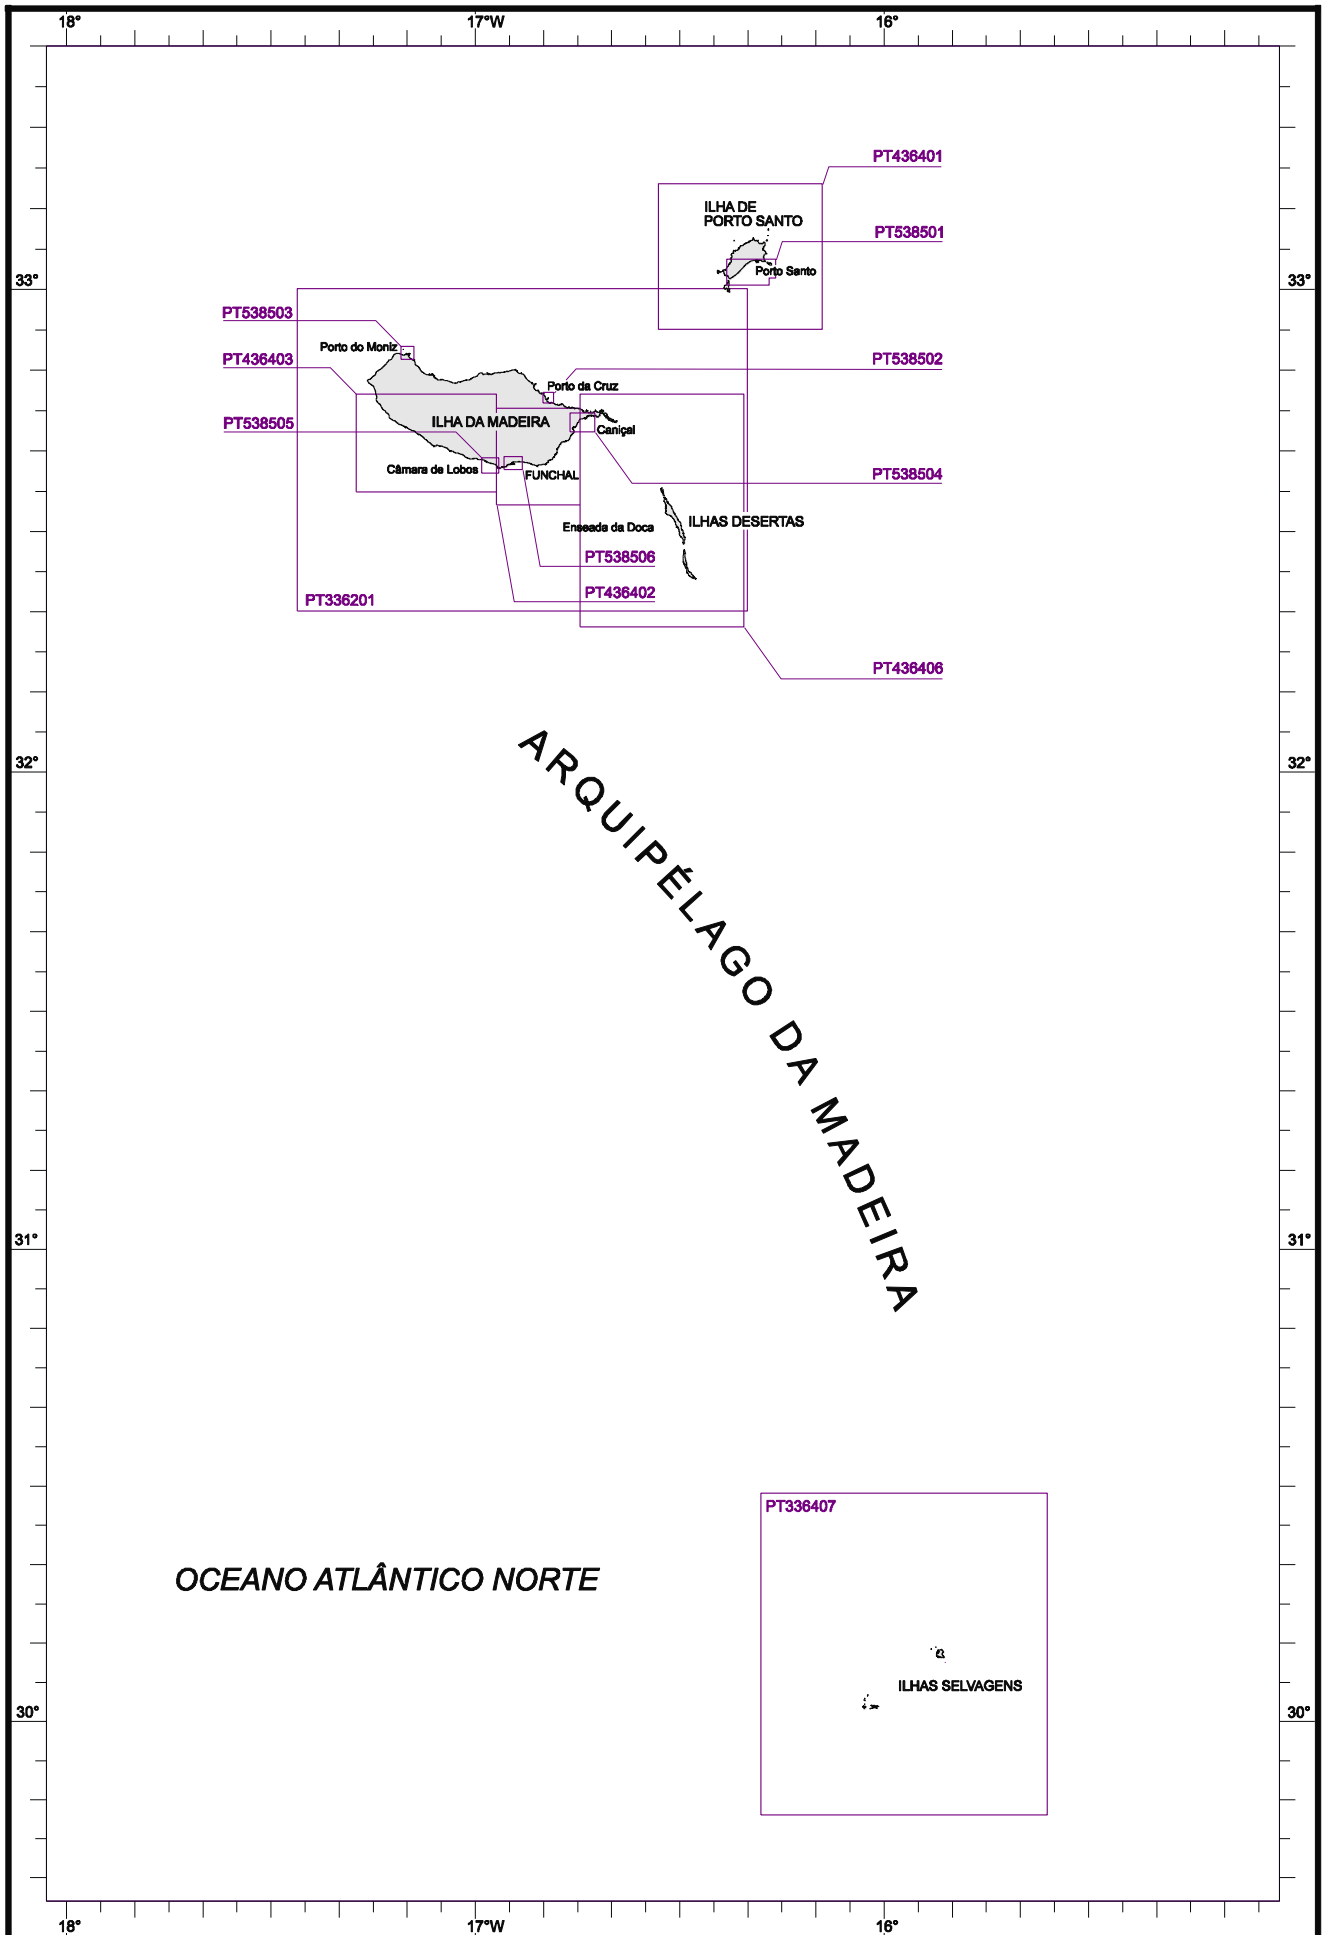 18°
17°W
16°
PT436401
ILHA DE
PORTO SANTO
PT538501
Porto Santo
33°
33°
PT538503
Porto do Moniz
PT436403
PT538502
Porto da Cruz
PT538505
ILHA DA MADEIRA
Caniçal
Câmara de Lobos
FUNCHAL
PT538504
ILHAS DESERTAS
Enseada da Doca
PT538506
PT436402
PT336201
PT436406
32°
32°
ARQUIPÉLAGO DA MADEIRA
31°
31°
PT336407
OCEANO ATLÂNTICO NORTE
ILHAS SELVAGENS
30°
30°
18°
17°W
16°